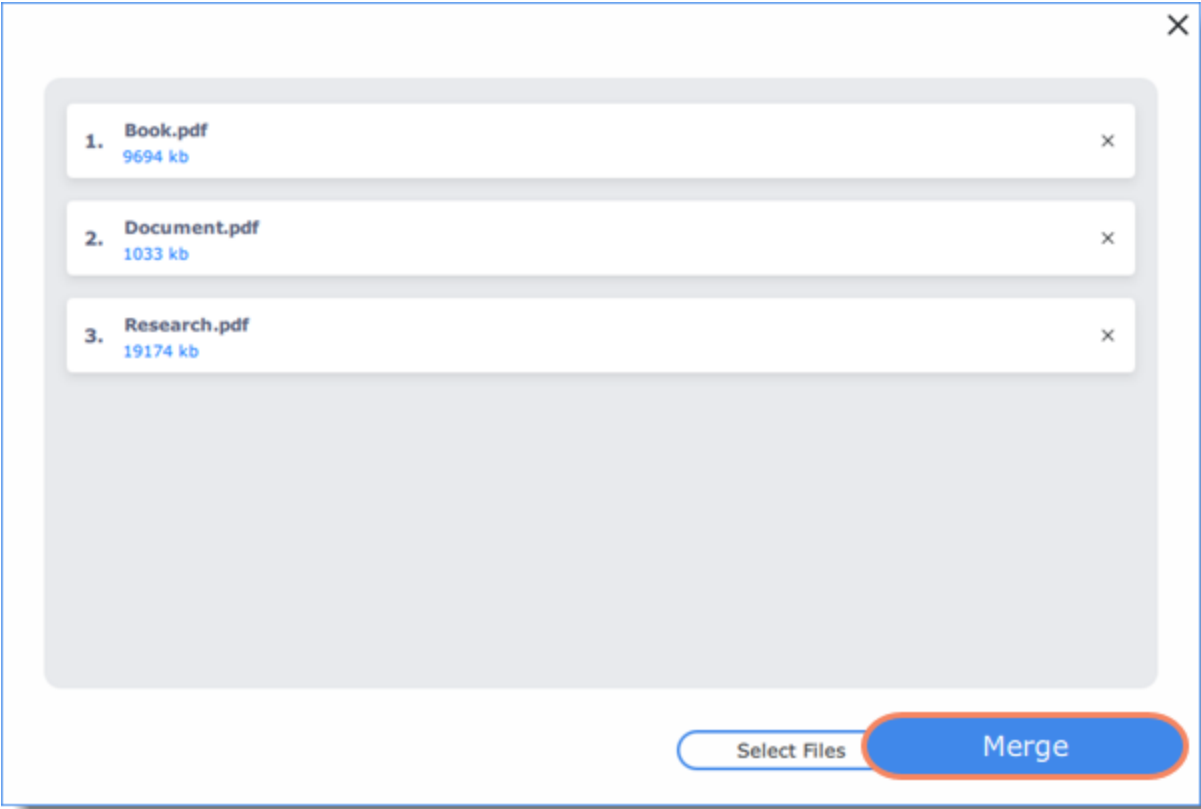 1. Book.pdf
9694 kb
2. Document.pdf
1033 kb
3. Research.pdf
19174 kb
Select Files Merge